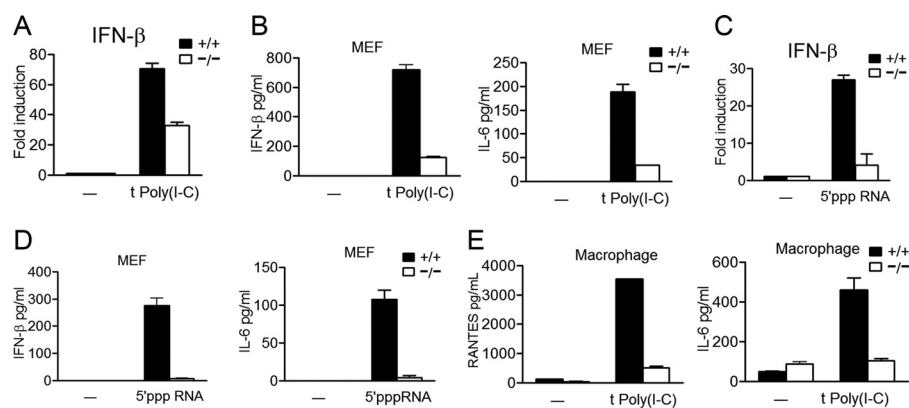 A
IFN-β
+/+
−/−
Fold induction
80
60
40
20
0
—
t Poly(I-C)
B
MEF
IFN-β pg/ml
800
600
400
200
0
—
t Poly(I-C)
MEF
+/+
−/−
IL-6 pg/ml
250
200
150
100
50
0
—
t Poly(I-C)
C
IFN-β
+/+
−/−
Fold induction
30
20
10
0
—
5'ppp RNA
D
MEF
IFN-β pg/ml
400
300
200
100
0
—
5'ppp RNA
MEF
+/+
−/−
IL-6 pg/ml
150
100
50
0
—
5'pppRNA
E
Macrophage
RANTES pg/mL
4000
3000
2000
1000
0
—
t Poly(I-C)
Macrophage
+/+
−/−
IL-6 pg/ml
600
400
200
0
—
t Poly(I-C)